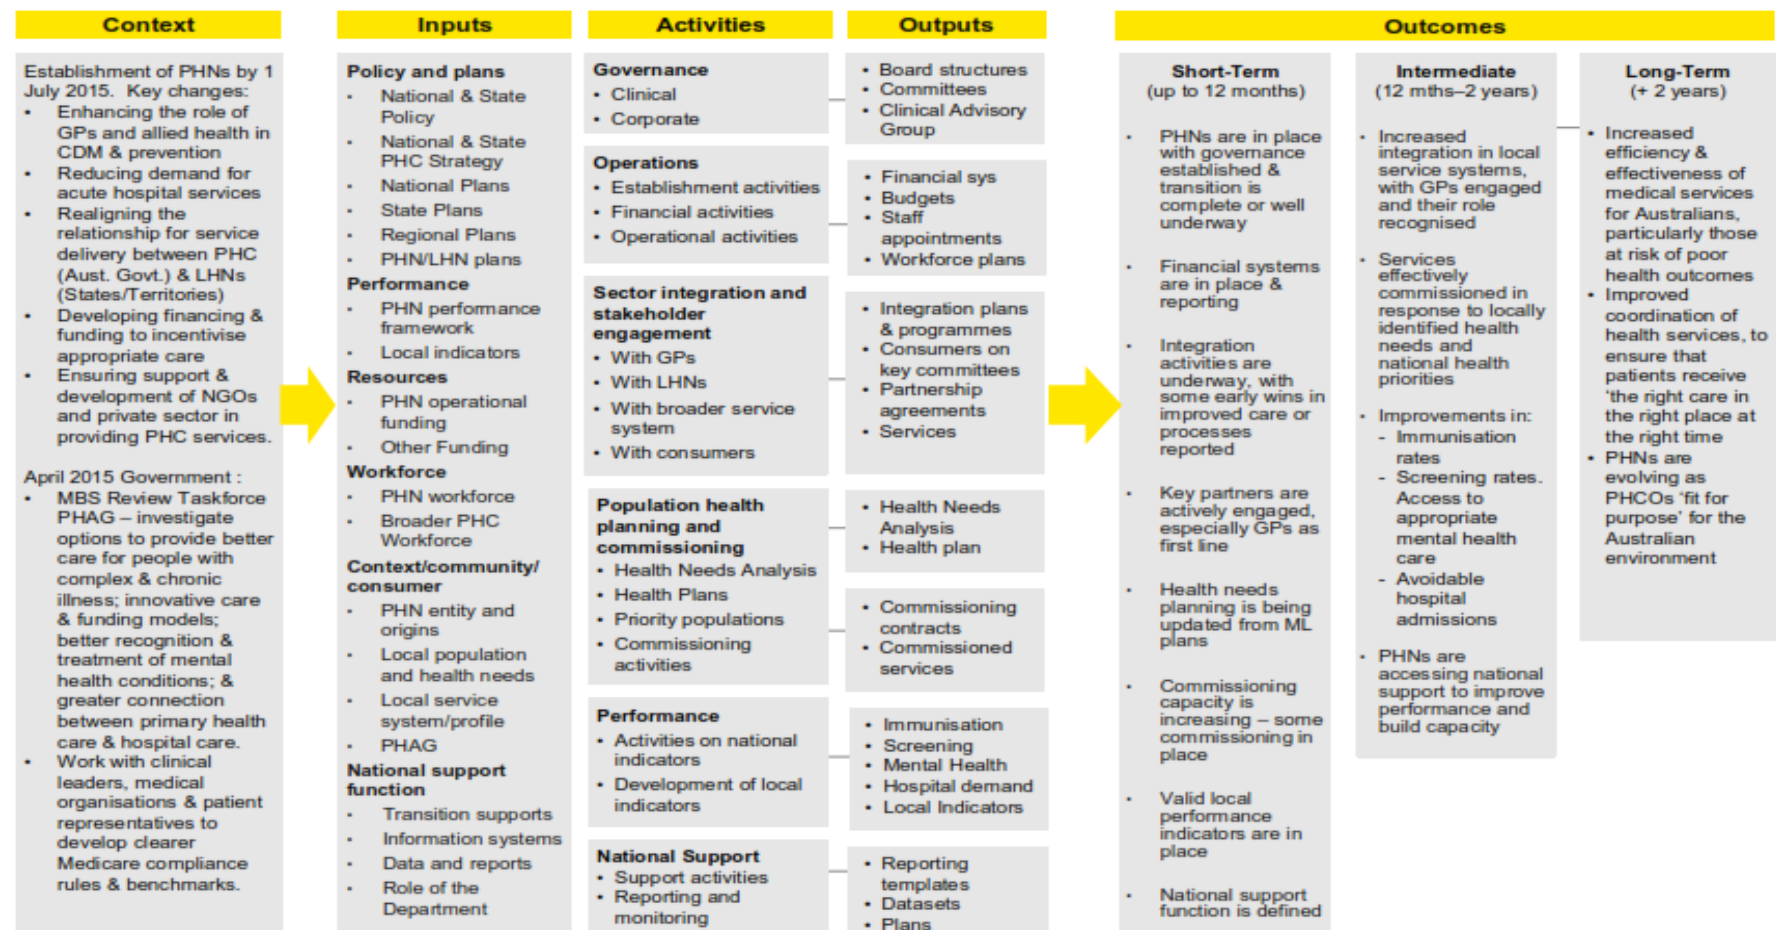 Context
Establishment of PHNs by 1
July 2015. Key changes:
• Enhancing the role of
GPs and allied health in
CDM & prevention
• Reducing demand for
acute hospital services
• Realigning the
relationship for service
delivery between PHC
(Aust. Govt.) & LHNs
(States/Territories)
• Developing financing &
funding to incentivise
appropriate care
• Ensuring support &
development of NGOs
and private sector in
providing PHC services.
April 2015 Government :
• MBS Review Taskforce
PHAG – investigate
options to provide better
care for people with
complex & chronic
illness; innovative care
& funding models;
better recognition &
treatment of mental
health conditions; &
greater connection
between primary health
care & hospital care.
• Work with clinical
leaders, medical
organisations & patient
representatives to
develop clearer
Medicare compliance
rules & benchmarks.
Inputs
Policy and plans
• National & State
Policy
• National & State
PHC Strategy
• National Plans
• State Plans
• Regional Plans
• PHN/LHN plans
Performance
• PHN performance
framework
• Local indicators
Resources
• PHN operational
funding
• Other Funding
Workforce
• PHN workforce
• Broader PHC
Workforce
Context/community/
consumer
• PHN entity and
origins
• Local population
and health needs
• Local service
system/profile
• PHAG
National support
function
• Transition supports
• Information systems
• Data and reports
• Role of the
Department
Activities
Governance
• Clinical
• Corporate
Operations
• Establishment activities
• Financial activities
• Operational activities
Sector integration and
stakeholder
engagement
• With GPs
• With LHNs
• With broader service
system
• With consumers
Population health
planning and
commissioning
• Health Needs Analysis
• Health Plans
• Priority populations
• Commissioning
activities
Performance
• Activities on national
indicators
• Development of local
indicators
National Support
• Support activities
• Reporting and
monitoring
Outputs
• Board structures
• Committees
• Clinical Advisory
Group
• Financial sys
• Budgets
• Staff
appointments
• Workforce plans
• Integration plans
& programmes
• Consumers on
key committees
• Partnership
agreements
• Services
• Health Needs
Analysis
• Health plan
• Commissioning
contracts
• Commissioned
services
• Immunisation
• Screening
• Mental Health
• Hospital demand
• Local Indicators
• Reporting
templates
• Datasets
• Plans
Outcomes
Short-Term
(up to 12 months)
• PHNs are in place
with governance
established &
transition is
complete or well
underway
• Financial systems
are in place &
reporting
• Integration
activities are
underway, with
some early wins in
improved care or
processes
reported
• Key partners are
actively engaged,
especially GPs as
first line
• Health needs
planning is being
updated from ML
plans
• Commissioning
capacity is
increasing – some
commissioning in
place
• Valid local
performance
indicators are in
place
• National support
function is defined
Intermediate
(12 mths–2 years)
• Increased
integration in local
service systems,
with GPs engaged
and their role
recognised
• Services
effectively
commissioned in
response to locally
identified health
needs and
national health
priorities
• Improvements in:
- Immunisation
rates
- Screening rates.
Access to
appropriate
mental health
care
- Avoidable
hospital
admissions
• PHNs are
accessing national
support to improve
performance and
build capacity
Long-Term
(+ 2 years)
• Increased
efficiency &
effectiveness of
medical services
for Australians,
particularly those
at risk of poor
health outcomes
• Improved
coordination of
health services, to
ensure that
patients receive
‘the right care in
the right place at
the right time
• PHNs are
evolving as
PHCOs ‘fit for
purpose’ for the
Australian
environment